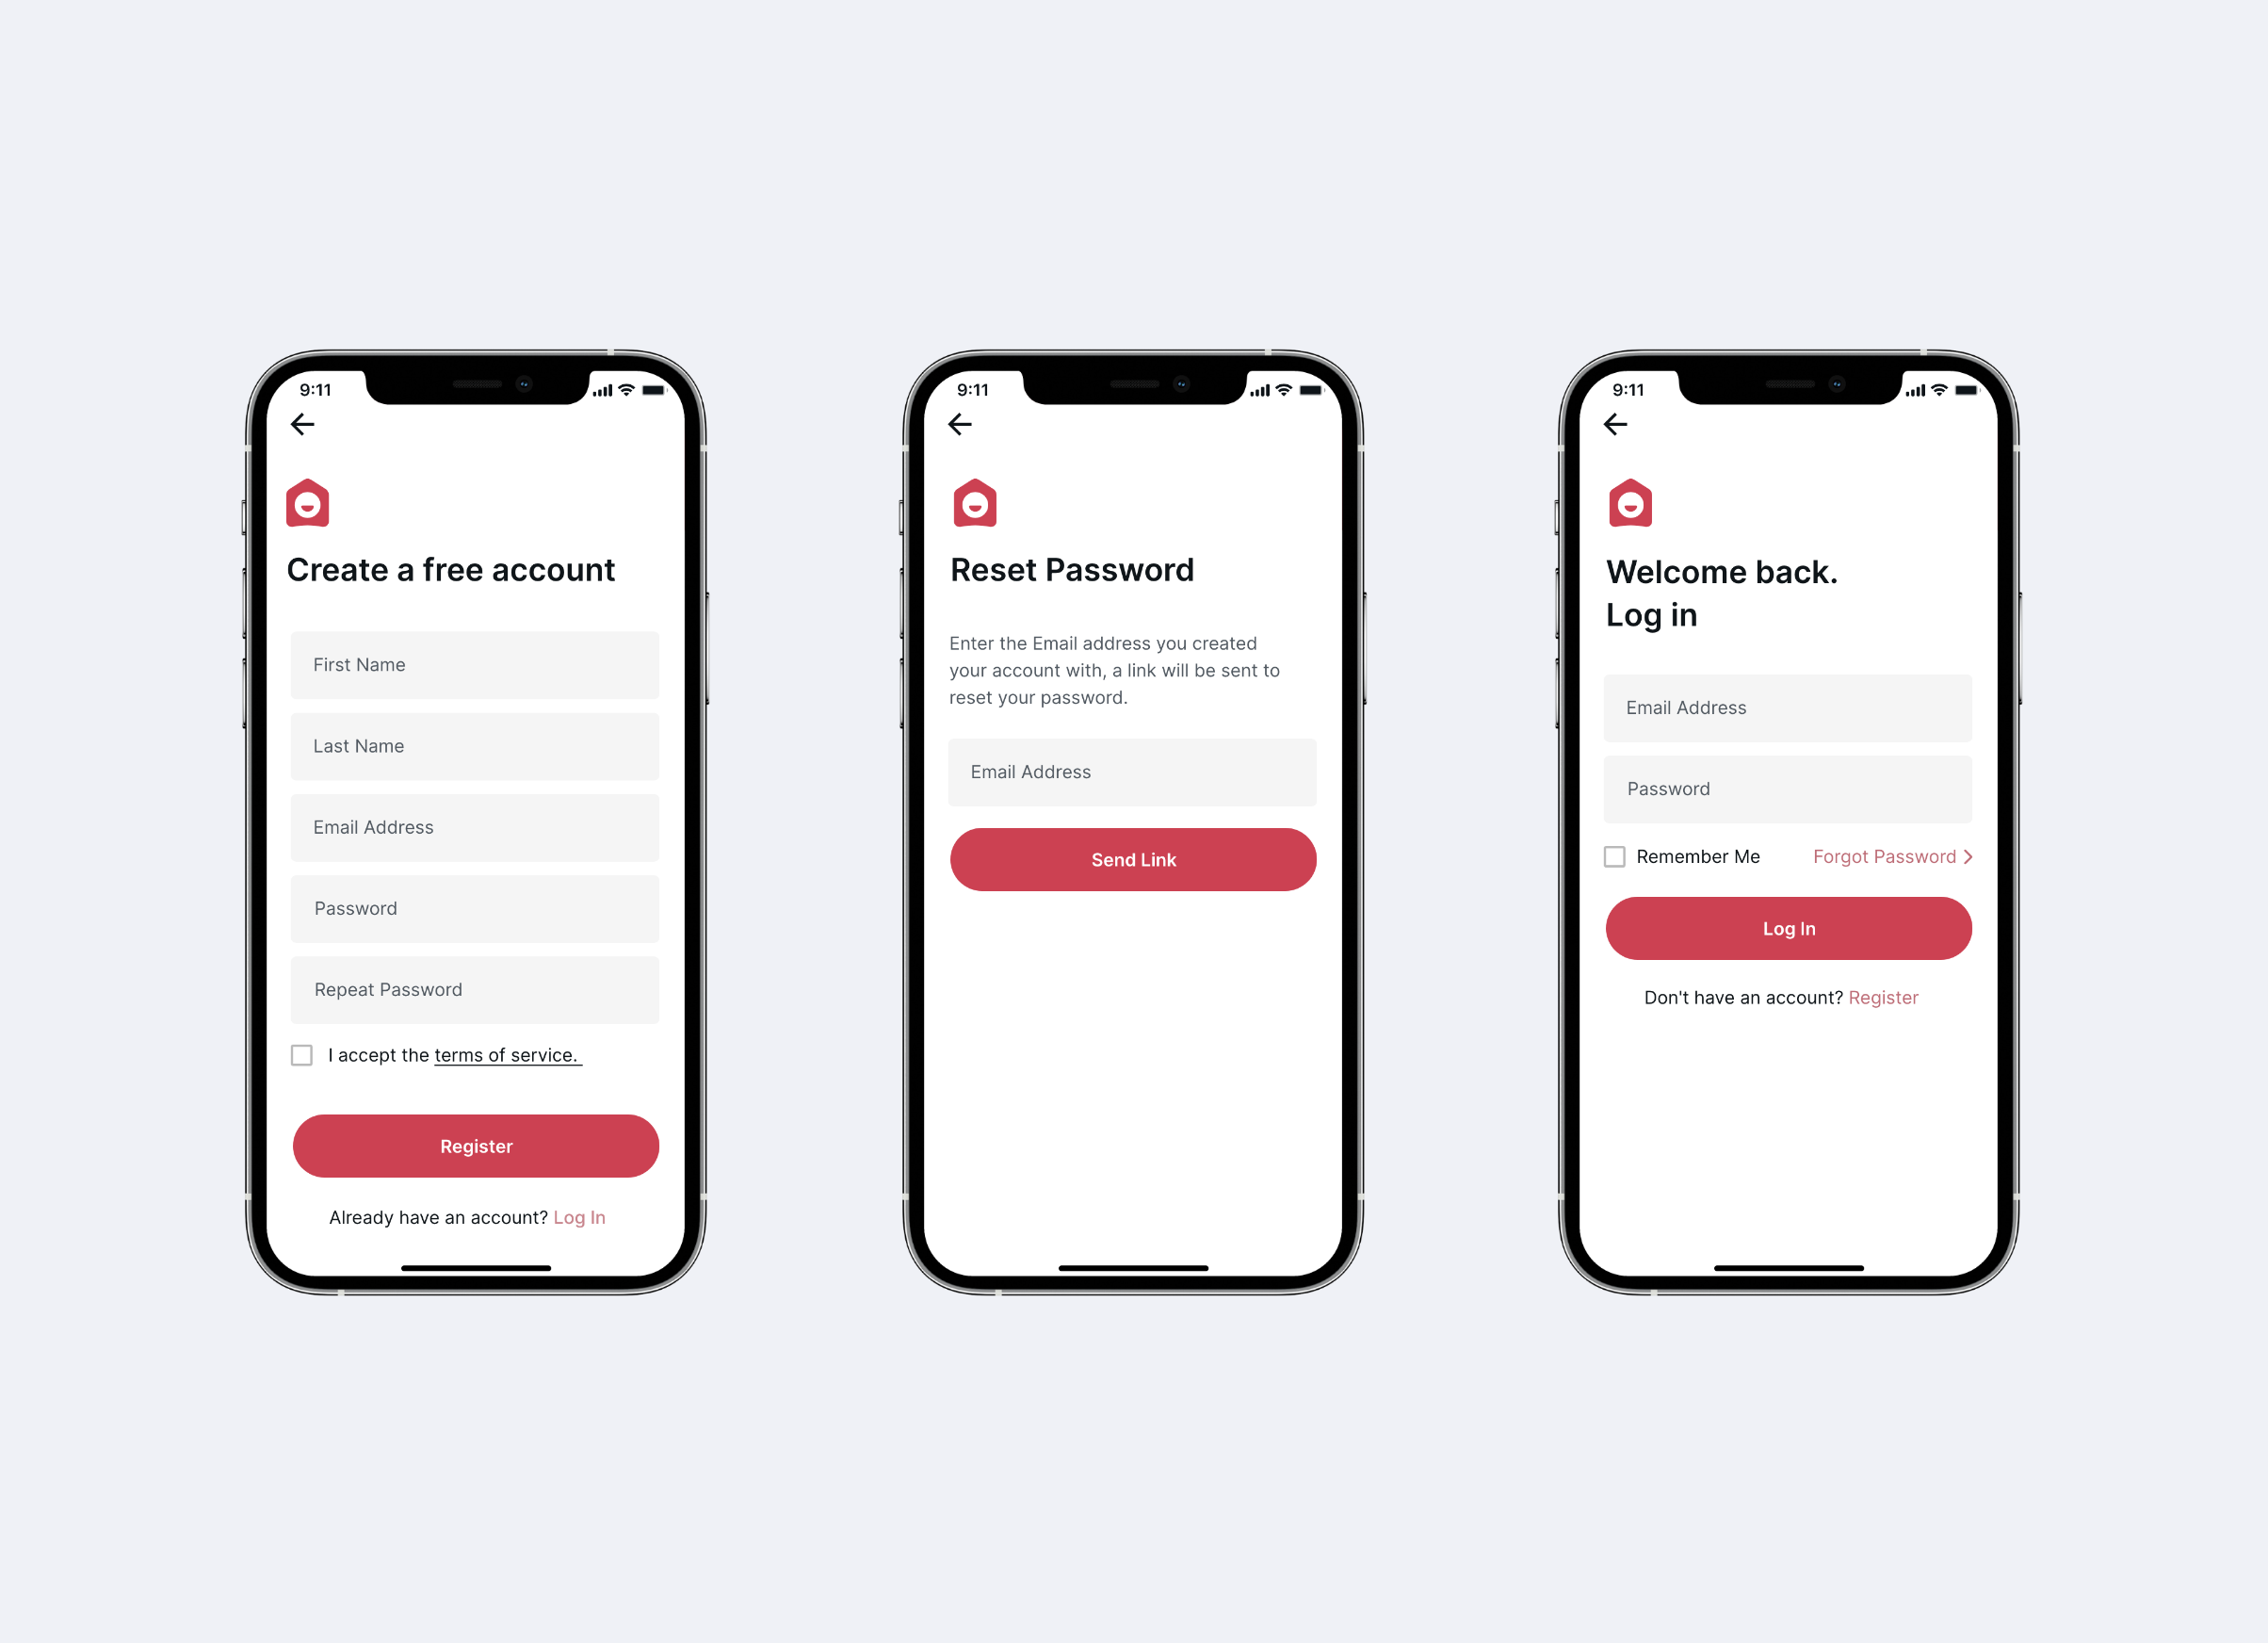 9:11
Create a free account
First Name
Last Name
Email Address
Password
Repeat Password
I accept the terms of service.
Register
Already have an account? Log In
9:11
Reset Password
Enter the Email address you created
your account with, a link will be sent to
reset your password.
Email Address
Send Link
9:11
Welcome back.
Log in
Email Address
Password
Remember Me
Forgot Password
Log In
Don't have an account? Register